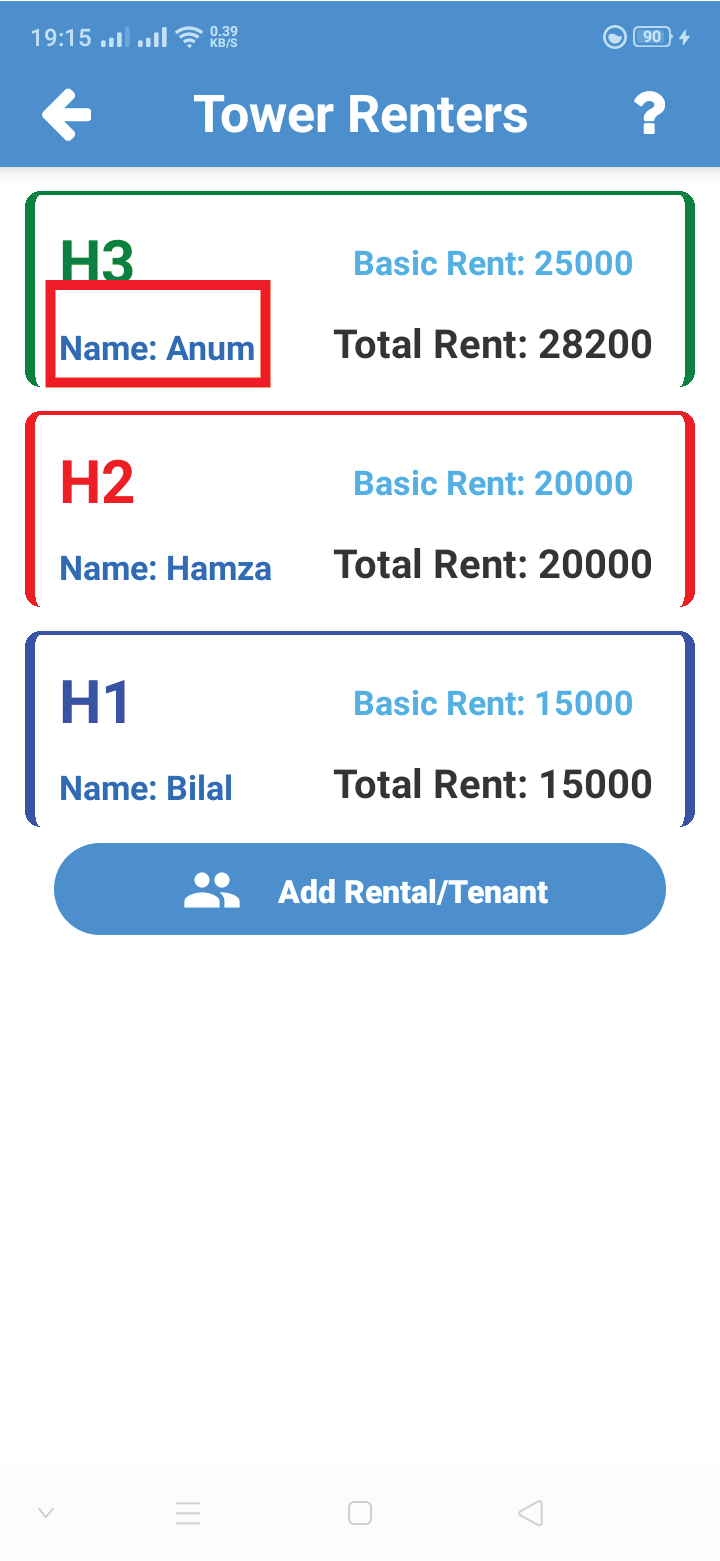 19:15 0.39 KB/S 90
Tower Renters ?
H3 Basic Rent: 25000
Name: Anum Total Rent: 28200
H2 Basic Rent: 20000
Name: Hamza Total Rent: 20000
H1 Basic Rent: 15000
Name: Bilal Total Rent: 15000
Add Rental/Tenant